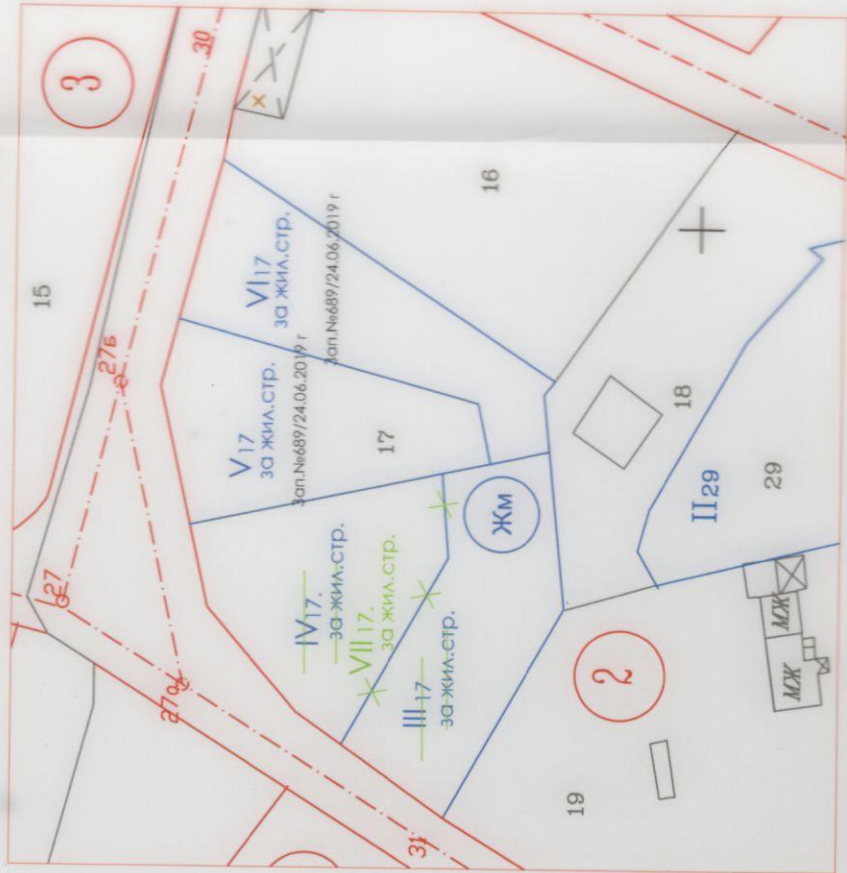 3
30
15
16
VI17
за жил.стр.
Зап.№689/24.06.2019 г
27б
V17
за жил.стр.
Зап.№689/24.06.2019 г
17
18
II29
29
Жм
27
IV17.
за жил.стр.
VII17.
за жил.стр.
III17
за жил.стр.
27а
2
МЖ
МЖ
19
31